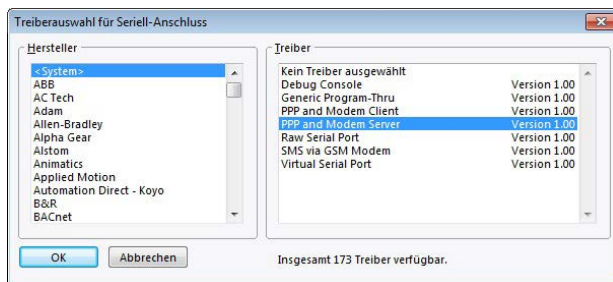 Treiberauswahl für Seriell-Anschluss
Hersteller
<System>
ABB
AC Tech
Adam
Allen-Bradley
Alpha Gear
Alstom
Animatics
Applied Motion
Automation Direct - Koyo
B&R
BACnet
Treiber
Kein Treiber ausgewählt
Debug Console Version 1.00
Generic Program-Thru Version 1.00
PPP and Modem Client Version 1.00
PPP and Modem Server Version 1.00
Raw Serial Port Version 1.00
SMS via GSM Modem Version 1.00
Virtual Serial Port Version 1.00
OK
Abbrechen
Insgesamt 173 Treiber verfügbar.